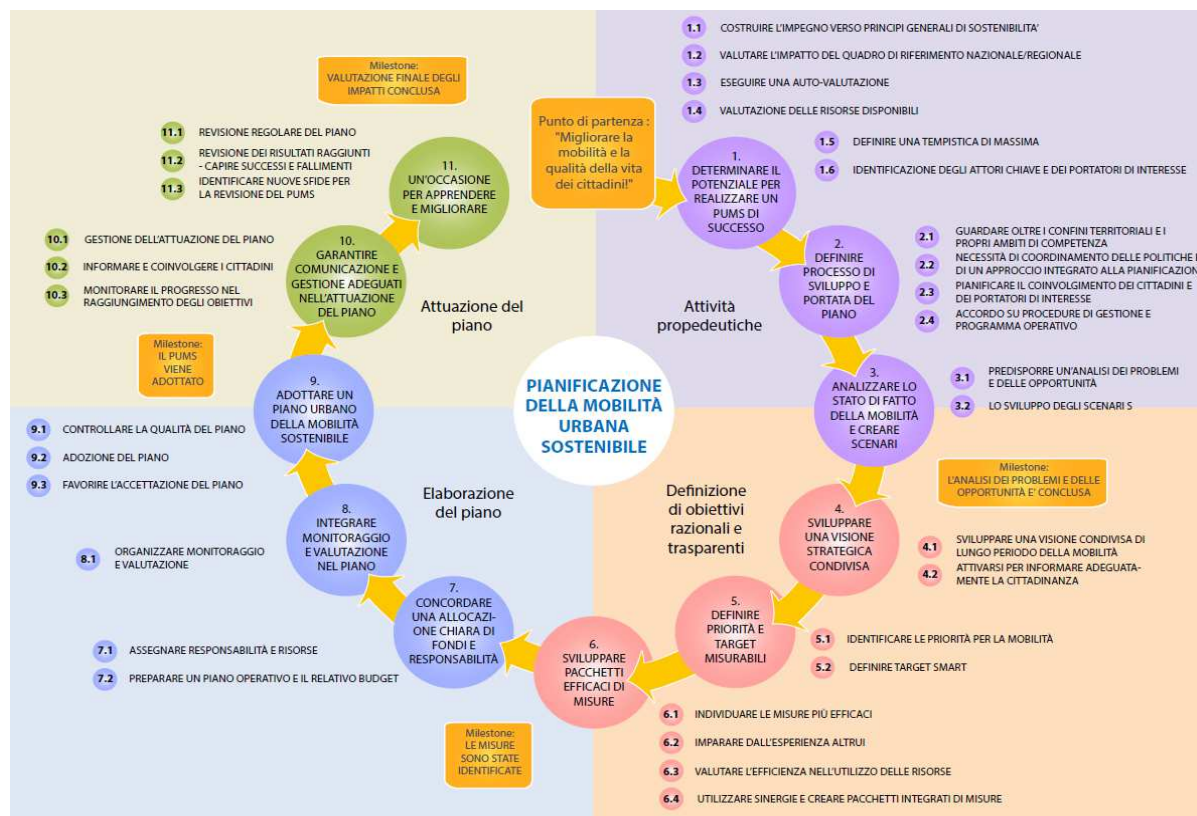 1.1 COSTRUIRE L'IMPEGNO VERSO PRINCIPI GENERALI DI SOSTENIBILITA'
1.2 VALUTARE L'IMPATTO DEL QUADRO DI RIFERIMENTO NAZIONALE/REGIONALE
1.3 ESEGUIRE UNA AUTO-VALUTAZIONE
1.4 VALUTAZIONE DELLE RISORSE DISPONIBILI
1.5 DEFINIRE UNA TEMPISTICA DI MASSIMA
1.6 IDENTIFICAZIONE DEGLI ATTORI CHIAVE E DEI PORTATORI DI INTERESSE
Punto di partenza :
"Migliorare la
mobilità e la
qualità della vita
dei cittadini!"
1.
DETERMINARE IL
POTENZIALE PER
REALIZZARE UN
PUMS DI
SUCCESSO
2.
DEFINIRE
PROCESSO DI
SVILUPPO E
PORTATA DEL
PIANO
2.1 GUARDARE OLTRE I CONFINI TERRITORIALI E I
PROPRI AMBITI DI COMPETENZA
2.2 NECESSITÀ DI COORDINAMENTO DELLE POLITICHE E
DI UN APPROCCIO INTEGRATO ALLA PIANIFICAZION
2.3 PIANIFICARE IL COINVOLGIMENTO DEI CITTADINI E
DEI PORTATORI DI INTERESSE
2.4 ACCORDO SU PROCEDURE DI GESTIONE E
PROGRAMMA OPERATIVO
Attività
propedeutiche
3.
ANALIZZARE LO
STATO DI FATTO
DELLA MOBILITÀ
E CREARE
SCENARI
3.1 PREDISPORRE UN'ANALISI DEI PROBLEMI
E DELLE OPPORTUNITÀ
3.2 LO SVILUPPO DEGLI SCENARI S
Milestone:
L'ANALISI DEI PROBLEMI E DELLE
OPPORTUNITÀ E' CONCLUSA
PIANIFICAZIONE
DELLA MOBILITÀ
URBANA
SOSTENIBILE
Definizione
di obiettivi
razionali e
trasparenti
4.
SVILUPPARE
UNA VISIONE
STRATEGICA
CONDIVISA
4.1 SVILUPPARE UNA VISIONE CONDIVISA DI
LUNGO PERIODO DELLA MOBILITÀ
4.2 ATTIVARSI PER INFORMARE ADEGUATA-
MENTE LA CITTADINANZA
5.
DEFINIRE
PRIORITÀ E
TARGET
MISURABILI
5.1 IDENTIFICARE LE PRIORITÀ PER LA MOBILITÀ
5.2 DEFINIRE TARGET SMART
6.
SVILUPPARE
PACCHETTI
EFFICACI DI
MISURE
6.1 INDIVIDUARE LE MISURE PIÙ EFFICACI
6.2 IMPARARE DALL'ESPERIENZA ALTRUI
6.3 VALUTARE L'EFFICIENZA NELL'UTILIZZO DELLE RISORSE
6.4 UTILIZZARE SINERGIE E CREARE PACCHETTI INTEGRATI DI MISURE
Milestone:
LE MISURE
SONO STATE
IDENTIFICATE
7.
CONCORDARE
UNA ALLOCAZI-
ONE CHIARA DI
FONDI E
RESPONSABILITÀ
7.1 ASSEGNARE RESPONSABILITÀ E RISORSE
7.2 PREPARARE UN PIANO OPERATIVO E IL RELATIVO BUDGET
Elaborazione
del piano
8.
INTEGRARE
MONITORAGGIO
E VALUTAZIONE
NEL PIANO
8.1 ORGANIZZARE MONITORAGGIO
E VALUTAZIONE
9.
ADOTTARE UN
PIANO URBANO
DELLA MOBILITÀ
SOSTENIBILE
9.1 CONTROLLARE LA QUALITÀ DEL PIANO
9.2 ADOZIONE DEL PIANO
9.3 FAVORIRE L'ACCETTAZIONE DEL PIANO
Milestone:
IL PUMS
VIENE
ADOTTATO
10.
GARANTIRE
COMUNICAZIONE E
GESTIONE ADEGUATI
NELL'ATTUAZIONE
DEL PIANO
10.1 GESTIONE DELL'ATTUAZIONE DEL PIANO
10.2 INFORMARE E COINVOLGERE I CITTADINI
10.3 MONITORARE IL PROGRESSO NEL
RAGGIUNGIMENTO DEGLI OBIETTIVI
Attuazione del
piano
11.
UN'OCCASIONE
PER APPRENDERE
E MIGLIORARE
11.1 REVISIONE REGOLARE DEL PIANO
11.2 REVISIONE DEI RISULTATI RAGGIUNTI
- CAPIRE SUCCESSI E FALLIMENTI
11.3 IDENTIFICARE NUOVE SFIDE PER
LA REVISIONE DEL PUMS
Milestone:
VALUTAZIONE FINALE DEGLI
IMPATTI CONCLUSA